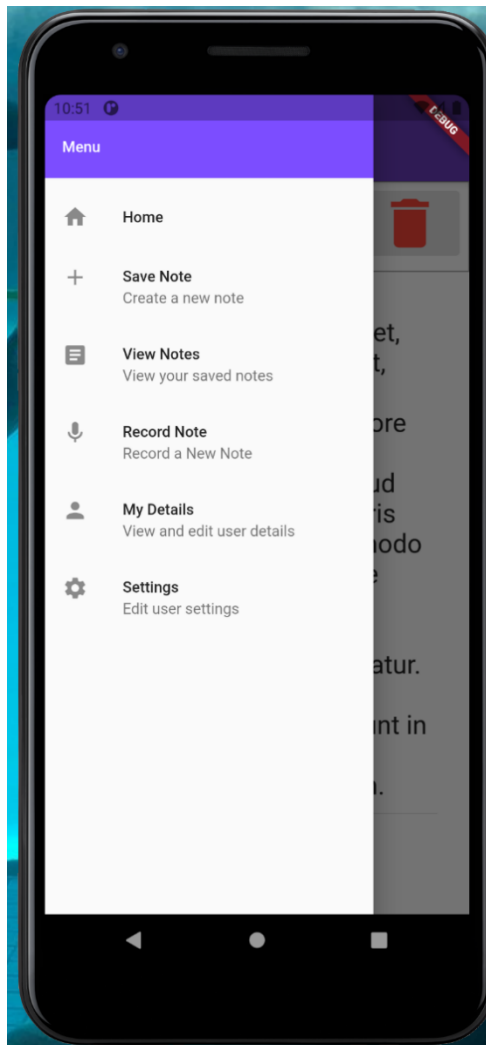 10:51
DEBUG
Menu
Home
Save Note
Create a new note
et,
View Notes
t,
View your saved notes
Record Note
ore
Record a New Note
ud
My Details
ris
View and edit user details
Settings
Edit user settings
atur.
unt in